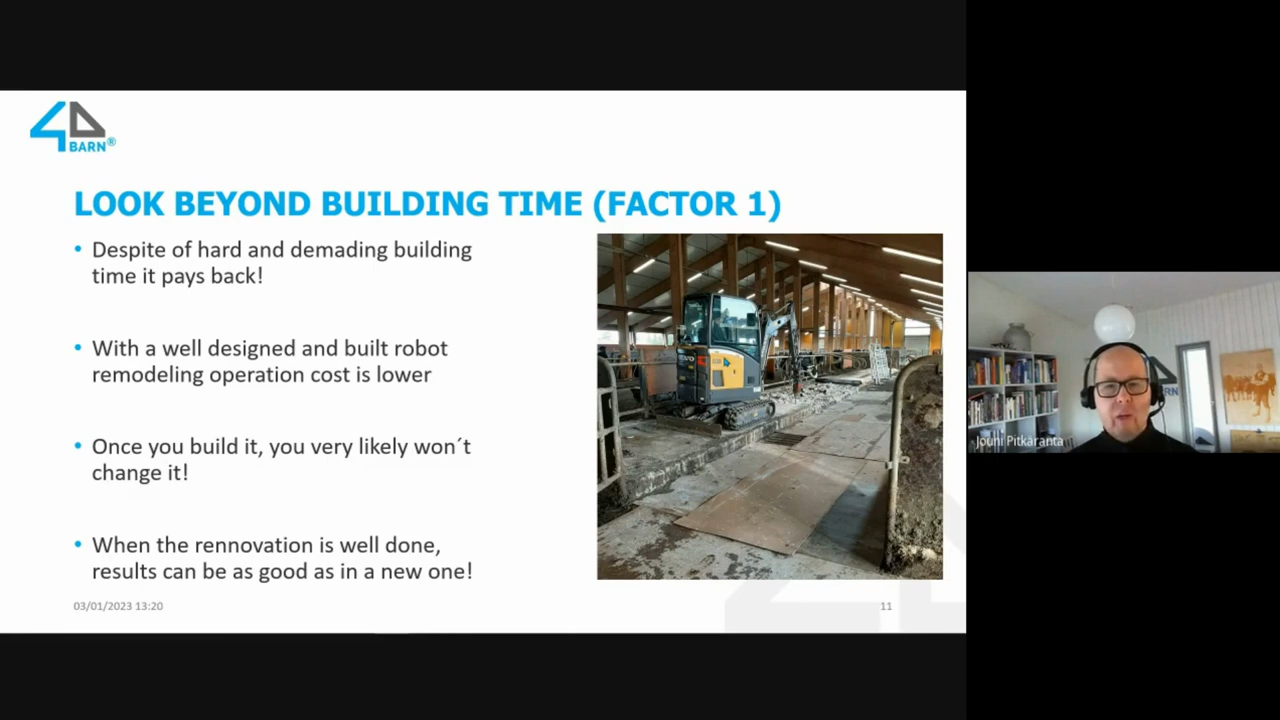 4D
BARN®
LOOK BEYOND BUILDING TIME (FACTOR 1)
• Despite of hard and demading building
time it pays back!
• With a well designed and built robot
remodeling operation cost is lower
• Once you build it, you very likely won´t
change it!
• When the rennovation is well done,
results can be as good as in a new one!
03/01/2023 13:20
11
Jouni Pitkäranta